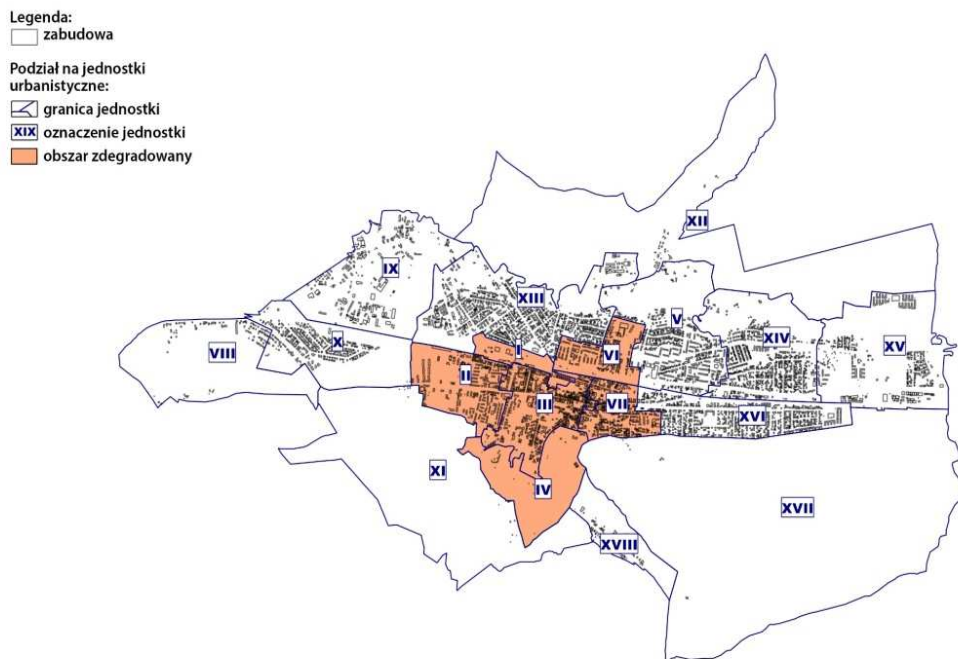 Legenda:
zabudowa
Podział na jednostki
urbanistyczne:
granica jednostki
XIX oznaczenie jednostki
obszar zdegradowany
XII
IX
XIII
V
I
VI
XIV
XV
VIII
X
II
III
VII
XVI
XI
IV
XVII
XVIII